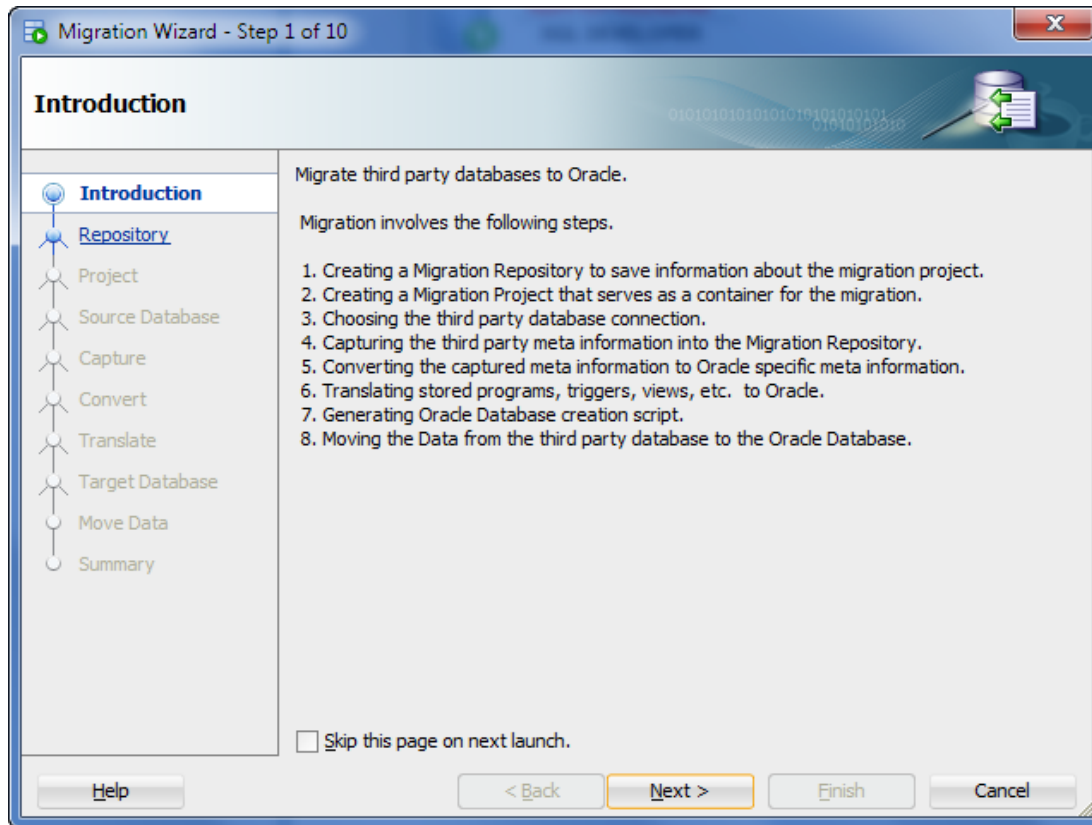 Migration Wizard - Step 1 of 10
Introduction
Introduction
Repository
Project
Source Database
Capture
Convert
Translate
Target Database
Move Data
Summary
Migrate third party databases to Oracle.
Migration involves the following steps.
1. Creating a Migration Repository to save information about the migration project.
2. Creating a Migration Project that serves as a container for the migration.
3. Choosing the third party database connection.
4. Capturing the third party meta information into the Migration Repository.
5. Converting the captured meta information to Oracle specific meta information.
6. Translating stored programs, triggers, views, etc. to Oracle.
7. Generating Oracle Database creation script.
8. Moving the Data from the third party database to the Oracle Database.
Skip this page on next launch.
Help
< Back
Next >
Finish
Cancel